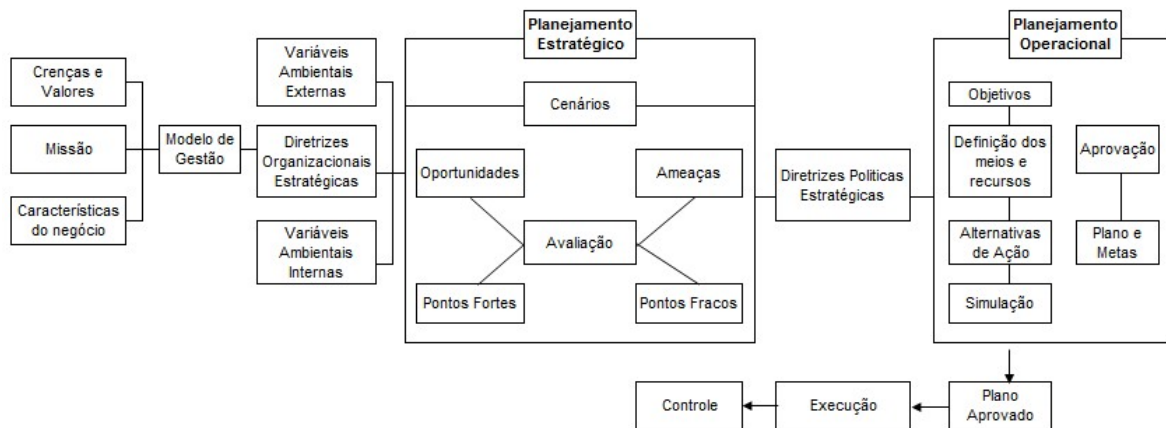 Crenças e
Valores
Missão
Características
do negócio
Modelo de
Gestão
Variáveis
Ambientais
Externas
Diretrizes
Organizacionais
Estratégicas
Variáveis
Ambientais
Internas
Planejamento
Estratégico
Cenários
Oportunidades
Ameaças
Avaliação
Pontos Fortes
Pontos Fracos
Diretrizes Politicas
Estratégicas
Planejamento
Operacional
Objetivos
Definição dos
meios e
recursos
Alternativas
de Ação
Simulação
Aprovação
Plano e
Metas
Plano
Aprovado
Execução
Controle